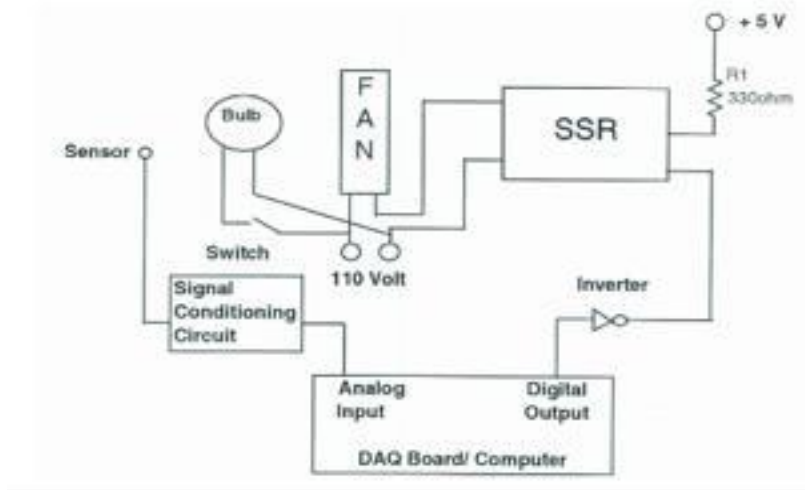 + 5 V
R1
330ohm
F
A
N
Bulb
SSR
Sensor
Switch
110 Volt
Inverter
Signal
Conditioning
Circuit
Analog
Input
Digital
Output
DAQ Board/ Computer